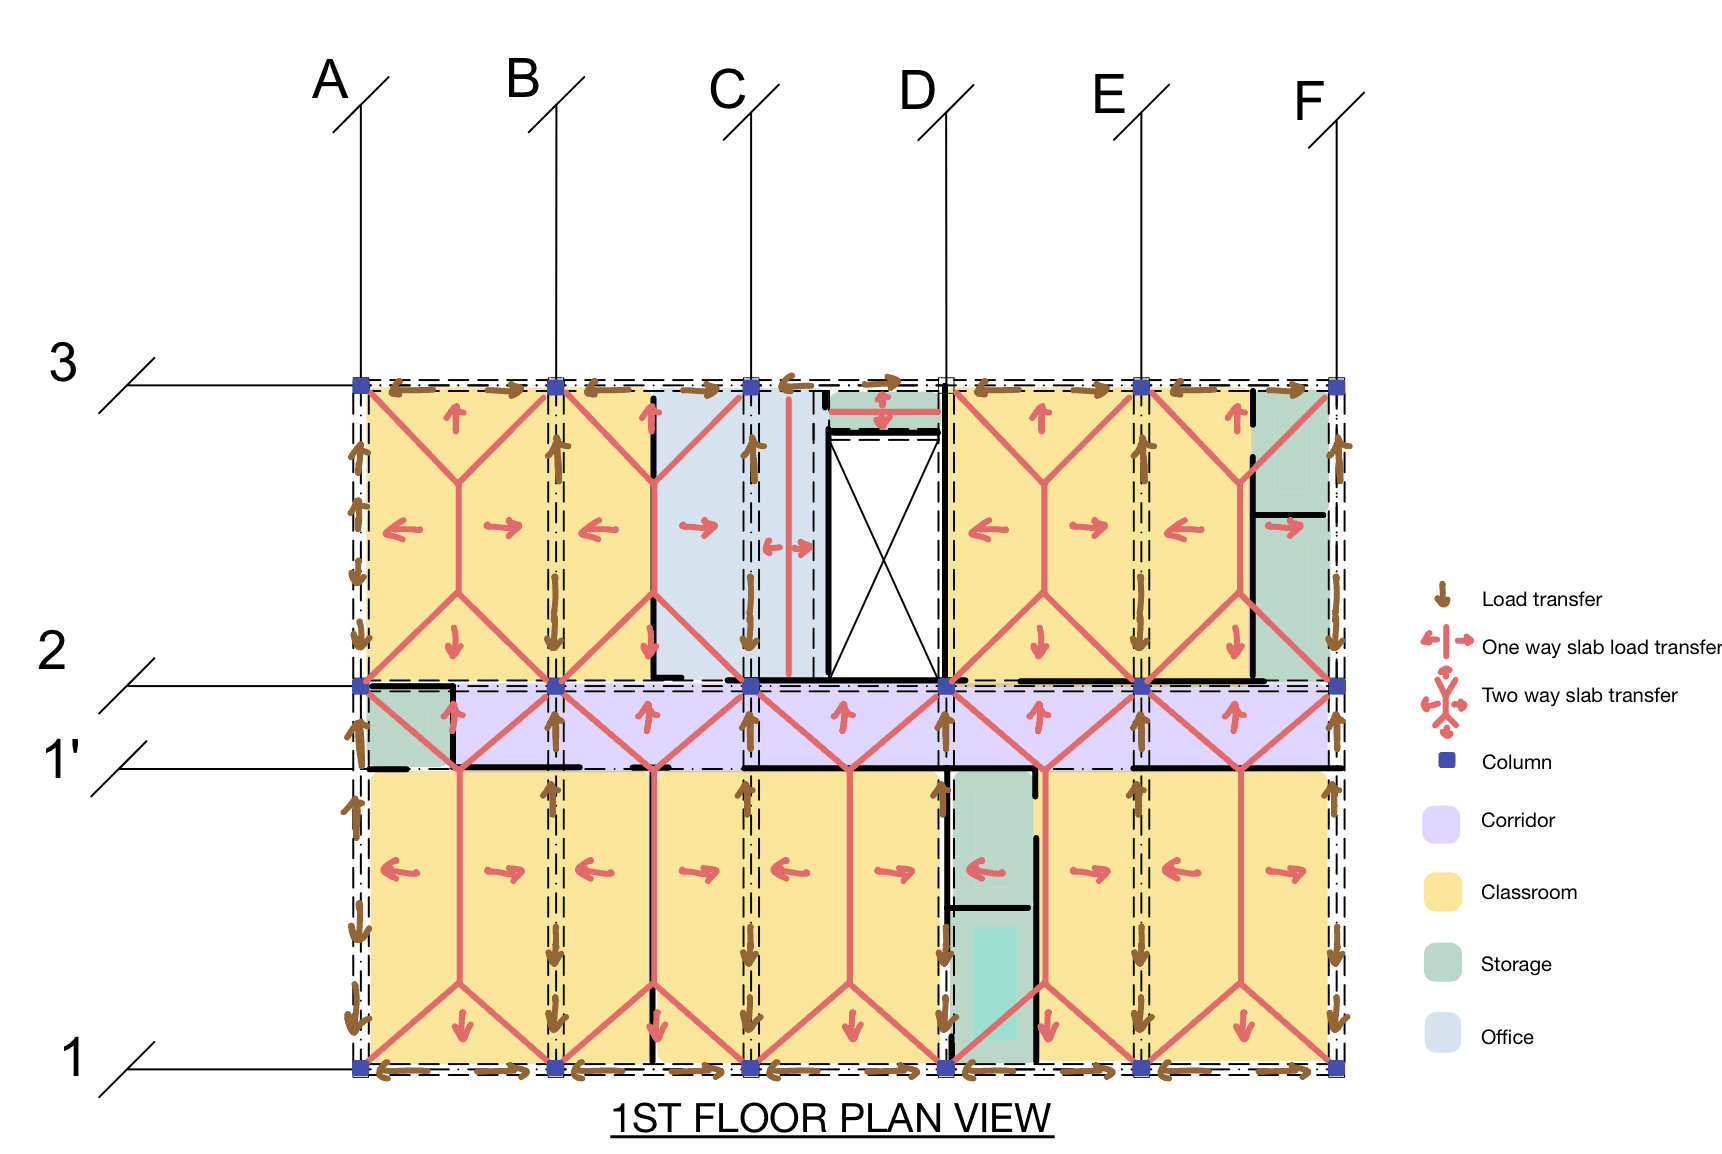 A
B
C
D
E
F
3
2
1'
1
Load transfer
One way slab load transfer
Two way slab transfer
Column
Corridor
Classroom
Storage
Office
1ST FLOOR PLAN VIEW